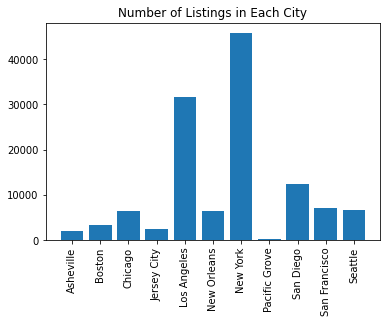 Number of Listings in Each City
40000
30000
20000
10000
0
Asheville
Boston
Chicago
Jersey City
Los Angeles
New Orleans
New York
Pacific Grove
San Diego
San Francisco
Seattle